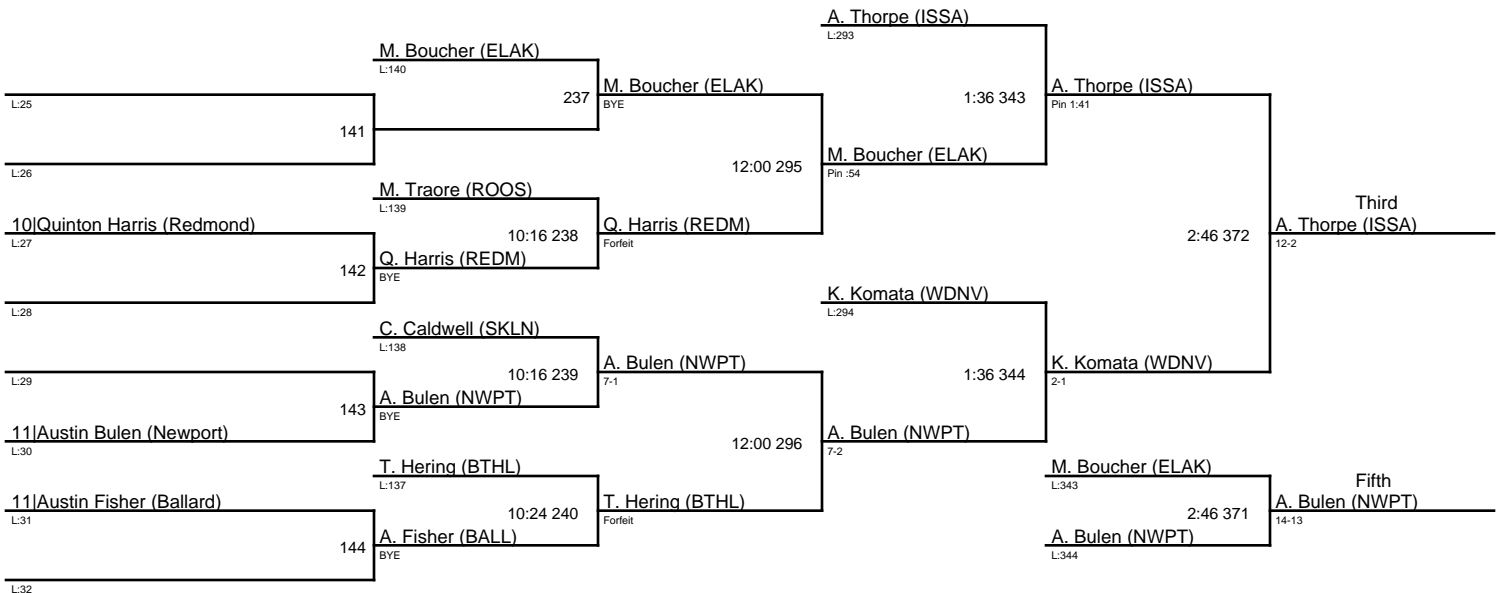 A. Thorpe (ISSA)
L:293
M. Boucher (ELAK)
L:140
237
M. Boucher (ELAK)
BYE
1:36 343
A. Thorpe (ISSA)
Pin 1:41
L:25
141
L:26
12:00 295
M. Boucher (ELAK)
Pin :54
M. Traore (ROOS)
L:139
10|Quinton Harris (Redmond)
L:27
10:16 238
Q. Harris (REDM)
Forfeit
142
Q. Harris (REDM)
BYE
L:28
2:46 372
Third
A. Thorpe (ISSA)
12-2
K. Komata (WDNV)
L:294
C. Caldwell (SKLN)
L:138
L:29
10:16 239
A. Bulen (NWPT)
7-1
1:36 344
K. Komata (WDNV)
2-1
143
A. Bulen (NWPT)
BYE
11|Austin Bulen (Newport)
L:30
12:00 296
A. Bulen (NWPT)
7-2
T. Hering (BTHL)
L:137
11|Austin Fisher (Ballard)
L:31
10:24 240
T. Hering (BTHL)
Forfeit
144
A. Fisher (BALL)
BYE
L:32
M. Boucher (ELAK)
L:343
2:46 371
Fifth
A. Bulen (NWPT)
14-13
A. Bulen (NWPT)
L:344